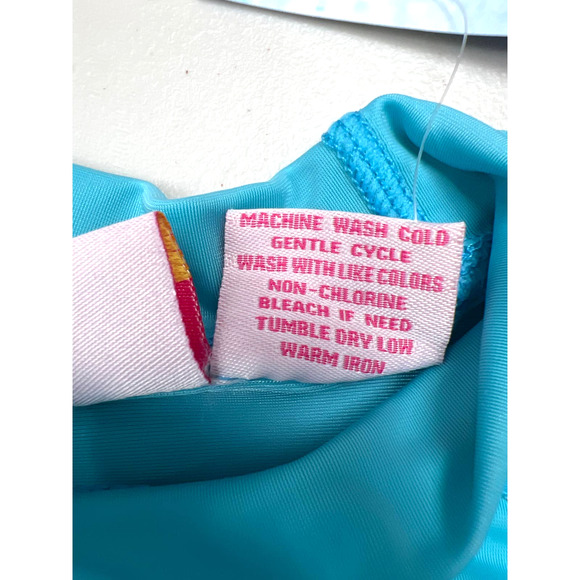 MACHINE WASH COLD
GENTLE CYCLE
WASH WITH LIKE COLORS
NON-CHLORINE
BLEACH IF NEED
TUMBLE DRY LOW
WARM IRON